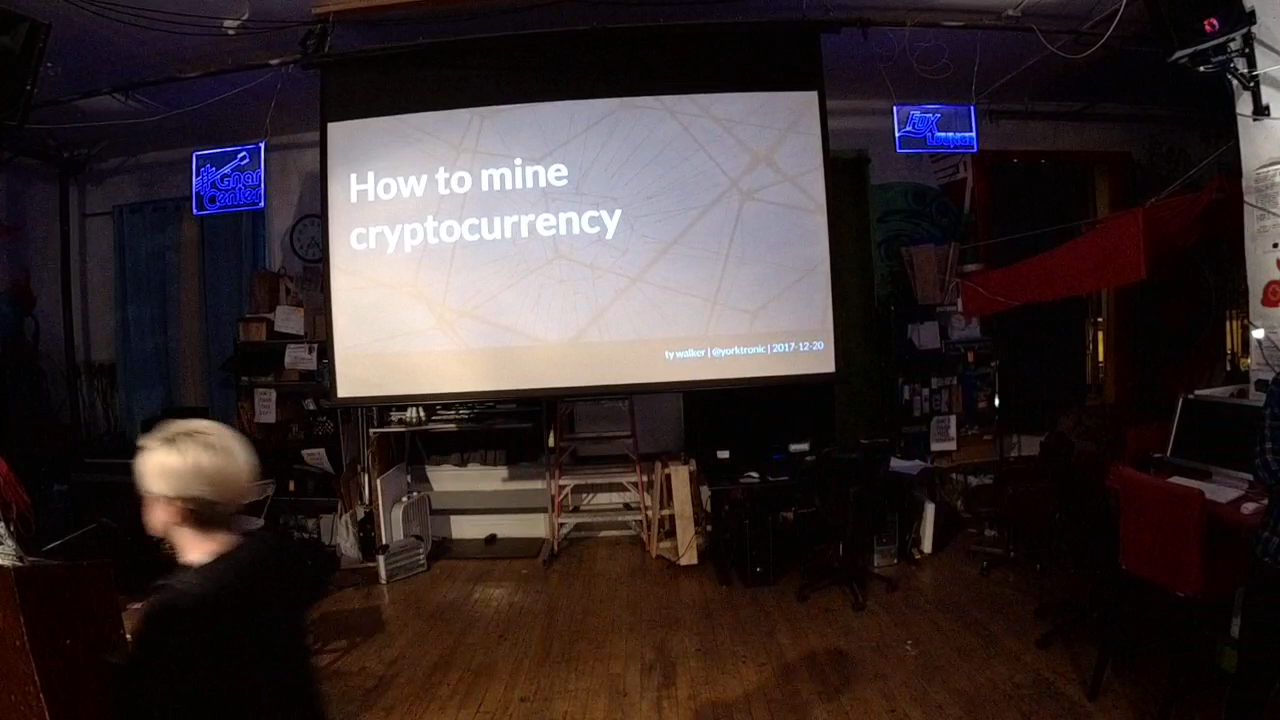 How to mine
cryptocurrency
ty walker | @yorktronic | 2017-12-20
#Gnar
Center
Fox
Lounge